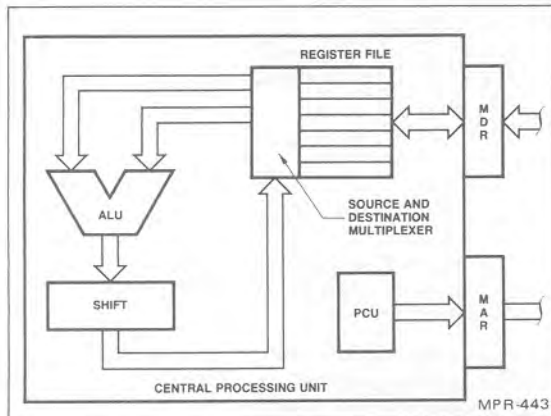 REGISTER FILE
M
D
R
ALU
SOURCE AND
DESTINATION
MULTIPLEXER
SHIFT
PCU
M
A
R
CENTRAL PROCESSING UNIT
MPR-443